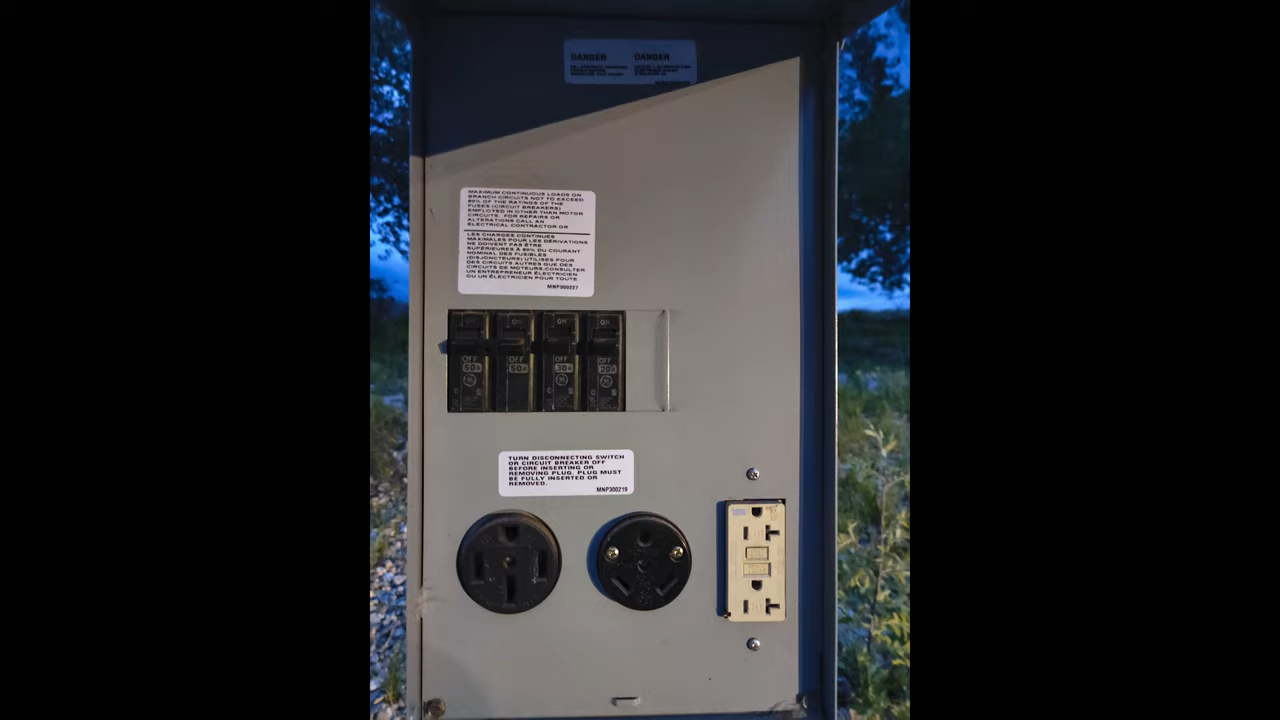 DANGER
DANGER
MAXIMUM CONTINUOUS LOADS ON
BRANCH CIRCUITS NOT TO EXCEED
80% OF THE RATINGS OF THE
FUSES (CIRCUIT BREAKERS)
EMPLOYED IN OTHER THAN MOTOR
CIRCUITS. FOR REPAIRS OR
ALTERATIONS CALL AN
ELECTRICAL CONTRACTOR OR
LES CHARGES CONTINUES
MAXIMALES POUR LES DÉRIVATIONS
NE DOIVENT PAS ÊTRE
SUPÉRIEURES À 80% DU COURANT
NOMINAL DES FUSIBLES
(DISJONCTEURS) UTILISES POUR
DES CIRCUITS AUTRES QUE DES
CIRCUITS DE MOTEURS.CONSULTER
UN ENTREPRENEUR ÉLECTRICIEN
OU UN ÉLECTRICIEN POUR TOUTE
MNP300227
ON ON ON ON
OFF OFF OFF OFF
50A 50A 30A 20A
TURN DISCONNECTING SWITCH
OR CIRCUIT BREAKER OFF
BEFORE INSERTING OR
REMOVING PLUG. PLUG MUST
BE FULLY INSERTED OR
REMOVED.
MNP300219